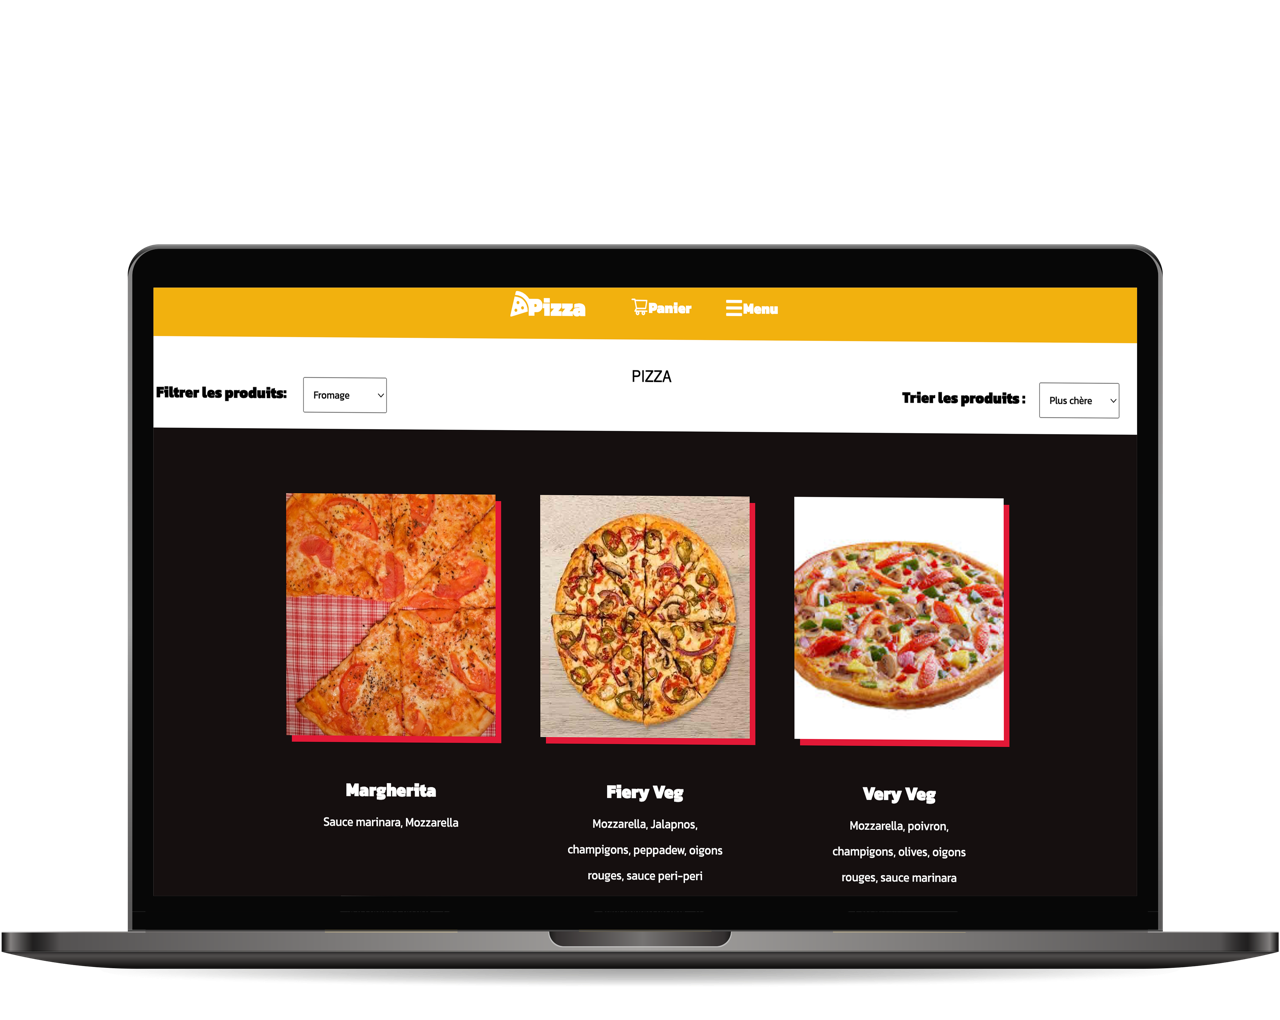 Pizza
Panier
Menu
PIZZA
Filtrer les produits:
Fromage
Trier les produits :
Plus chère
Margherita
Sauce marinara, Mozzarella
Fiery Veg
Mozzarella, Jalapnos,
champigons, peppadew, oigons
rouges, sauce peri-peri
Very Veg
Mozzarella, poivron,
champigons, olives, oigons
rouges, sauce marinara